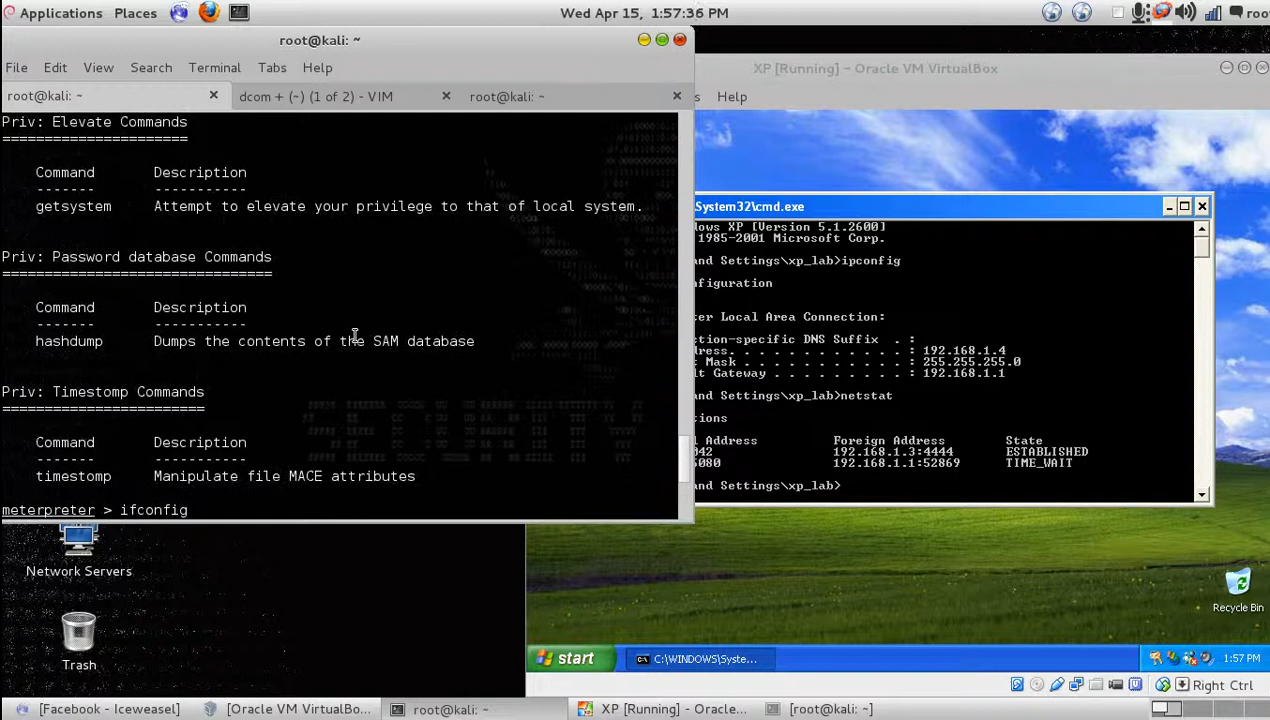 Applications Places Wed Apr 15, 1:57:36 PM roo
root@kali: ~
File Edit View Search Terminal Tabs Help
root@kali: ~ dcom + (~) (1 of 2) - VIM root@kali: ~
Priv: Elevate Commands
======================
Command Description
------- -----------
getsystem Attempt to elevate your privilege to that of local system.
Priv: Password database Commands
================================
Command Description
------- -----------
hashdump Dumps the contents of the SAM database
Priv: Timestomp Commands
========================
Command Description
------- -----------
timestomp Manipulate file MACE attributes
meterpreter > ifconfig
XP [Running] - Oracle VM VirtualBox
s Help
System32\cmd.exe
dows XP [Version 5.1.2600]
1985-2001 Microsoft Corp.
and Settings\xp_lab>ipconfig
figuration
ter Local Area Connection:
ction-specific DNS Suffix . :
dress. . . . . . . . . . . . : 192.168.1.4
t Mask . . . . . . . . . . . : 255.255.255.0
lt Gateway . . . . . . . . . : 192.168.1.1
and Settings\xp_lab>netstat
tions
l Address Foreign Address State
042 192.168.1.3:4444 ESTABLISHED
5080 192.168.1.1:52869 TIME_WAIT
and Settings\xp_lab>
SECURITY
Network Servers
Trash
Recycle Bin
start C:\WINDOWS\Syste... 1:57 PM
Right Ctrl
[Facebook - Iceweasel] [Oracle VM VirtualBo... root@kali: ~ XP [Running] - Oracle... [root@kali: ~]